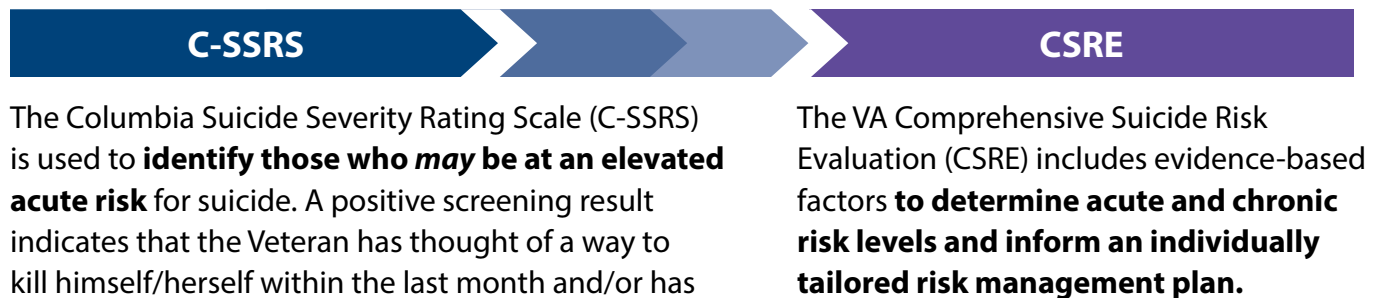 C-SSRS
The Columbia Suicide Severity Rating Scale (C-SSRS)
is used to identify those who may be at an elevated
acute risk for suicide. A positive screening result
indicates that the Veteran has thought of a way to
kill himself/herself within the last month and/or has
CSRE
The VA Comprehensive Suicide Risk
Evaluation (CSRE) includes evidence-based
factors to determine acute and chronic
risk levels and inform an individually
tailored risk management plan.